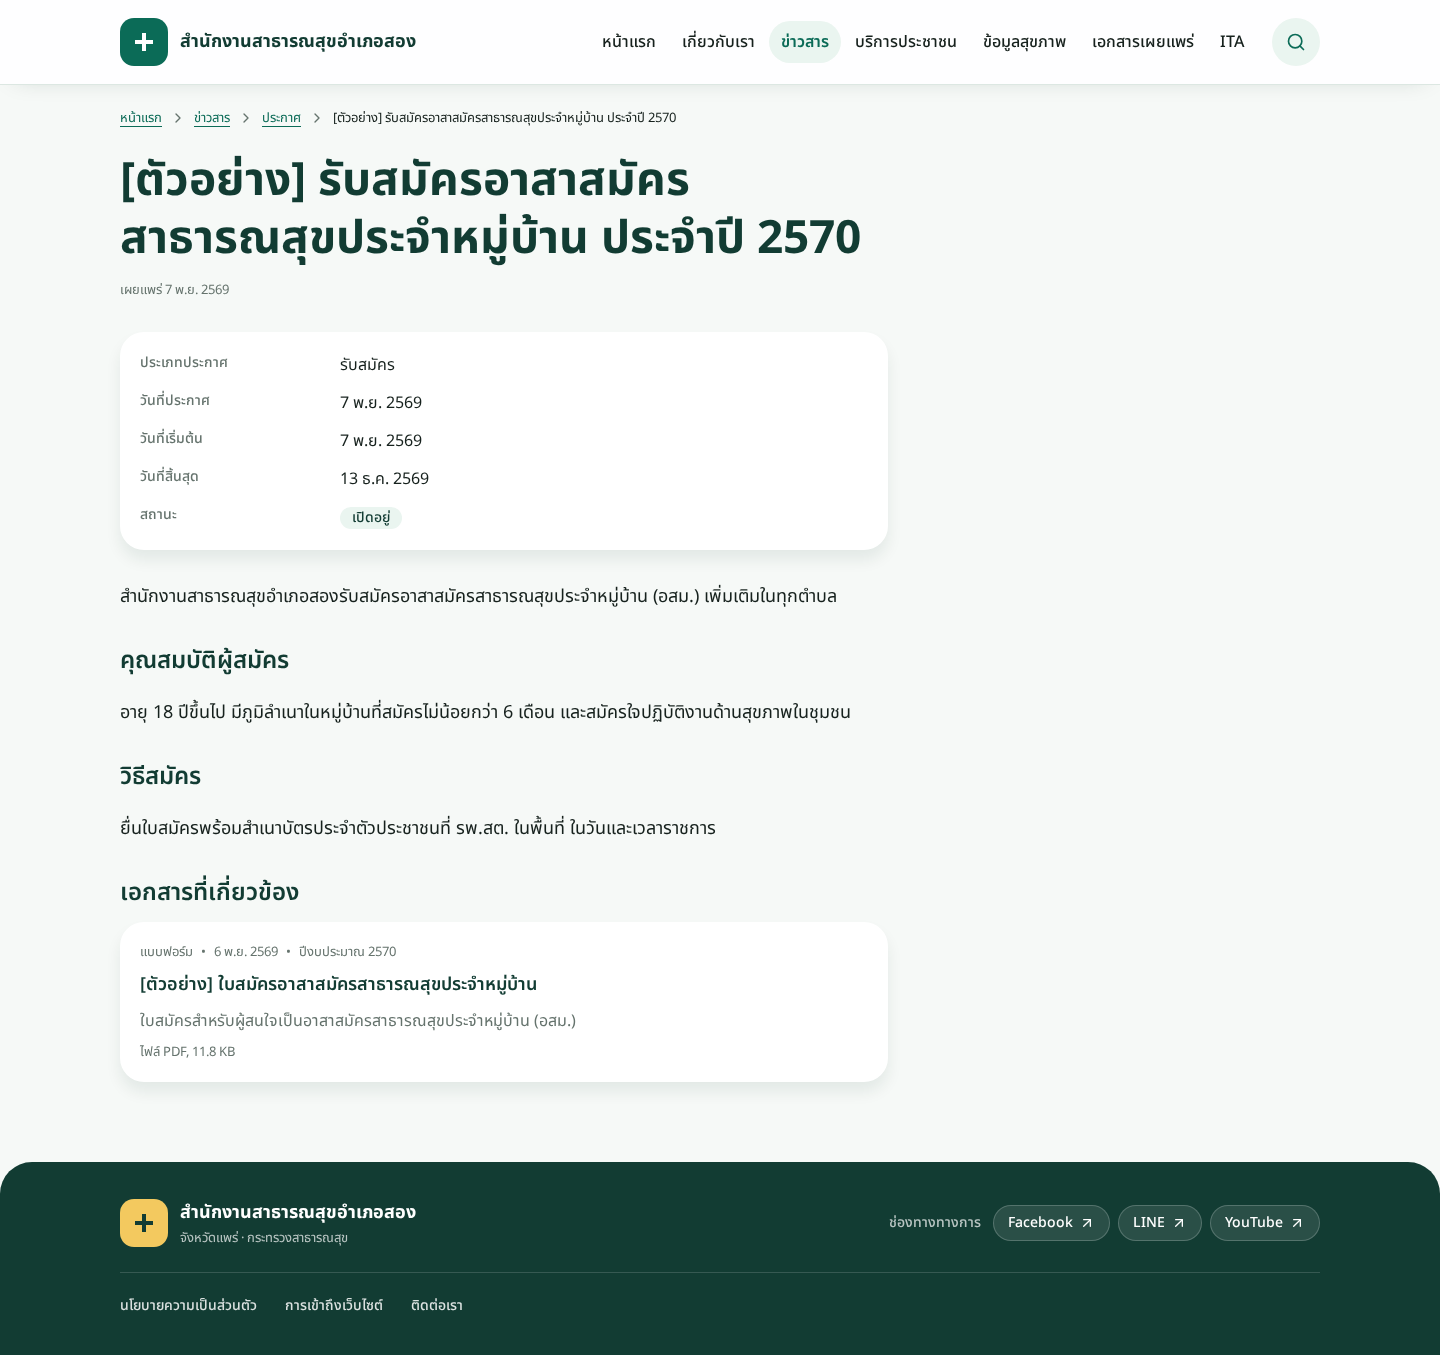 สำนักงานสาธารณสุขอำเภอสอง
หน้าแรก เกี่ยวกับเรา ข่าวสาร บริการประชาชน ข้อมูลสุขภาพ เอกสารเผยแพร่ ITA
หน้าแรก ข่าวสาร ประกาศ [ตัวอย่าง] รับสมัครอาสาสมัครสาธารณสุขประจำหมู่บ้าน ประจำปี 2570
[ตัวอย่าง] รับสมัครอาสาสมัคร
สาธารณสุขประจำหมู่บ้าน ประจำปี 2570
เผยแพร่ 7 พ.ย. 2569
ประเภทประกาศ รับสมัคร
วันที่ประกาศ 7 พ.ย. 2569
วันที่เริ่มต้น 7 พ.ย. 2569
วันที่สิ้นสุด 13 ธ.ค. 2569
สถานะ เปิดอยู่
สำนักงานสาธารณสุขอำเภอสองรับสมัครอาสาสมัครสาธารณสุขประจำหมู่บ้าน (อสม.) เพิ่มเติมในทุกตำบล
คุณสมบัติผู้สมัคร
อายุ 18 ปีขึ้นไป มีภูมิลำเนาในหมู่บ้านที่สมัครไม่น้อยกว่า 6 เดือน และสมัครใจปฏิบัติงานด้านสุขภาพในชุมชน
วิธีสมัคร
ยื่นใบสมัครพร้อมสำเนาบัตรประจำตัวประชาชนที่ รพ.สต. ในพื้นที่ ในวันและเวลาราชการ
เอกสารที่เกี่ยวข้อง
แบบฟอร์ม • 6 พ.ย. 2569 • ปีงบประมาณ 2570
[ตัวอย่าง] ใบสมัครอาสาสมัครสาธารณสุขประจำหมู่บ้าน
ใบสมัครสำหรับผู้สนใจเป็นอาสาสมัครสาธารณสุขประจำหมู่บ้าน (อสม.)
ไฟล์ PDF, 11.8 KB
สำนักงานสาธารณสุขอำเภอสอง
จังหวัดแพร่ · กระทรวงสาธารณสุข
ช่องทางทางการ Facebook LINE YouTube
นโยบายความเป็นส่วนตัว การเข้าถึงเว็บไซต์ ติดต่อเรา